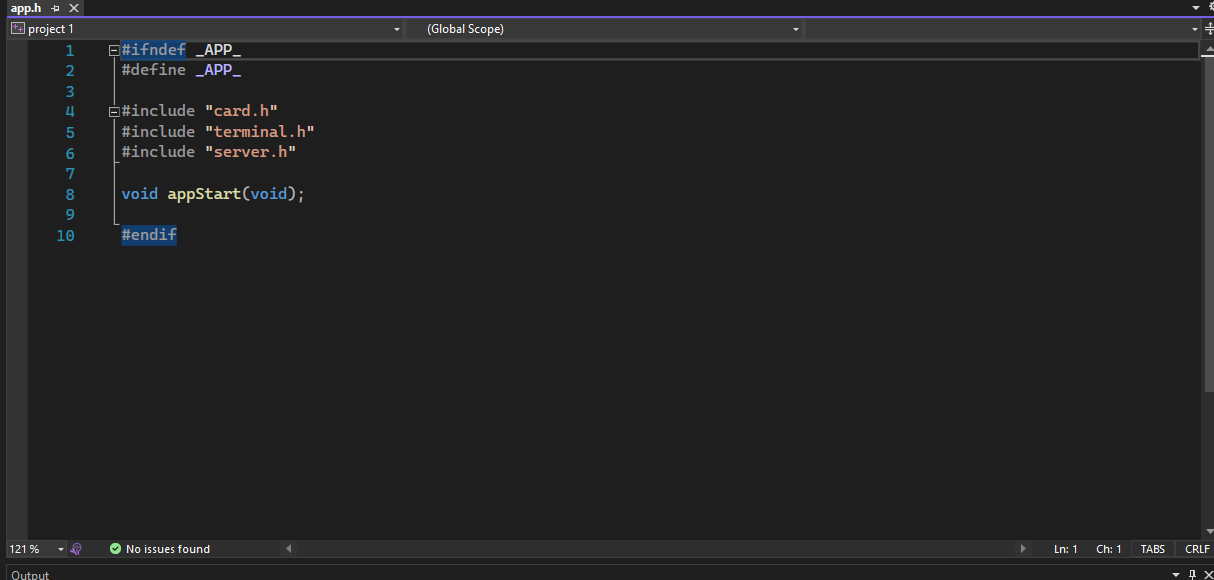 app.h
project 1
(Global Scope)
1 #ifndef _APP_
2 #define _APP_
3
4 #include "card.h"
5 #include "terminal.h"
6 #include "server.h"
7
8 void appStart(void);
9
10 #endif
121 % No issues found Ln: 1 Ch: 1 TABS CRLF
Output